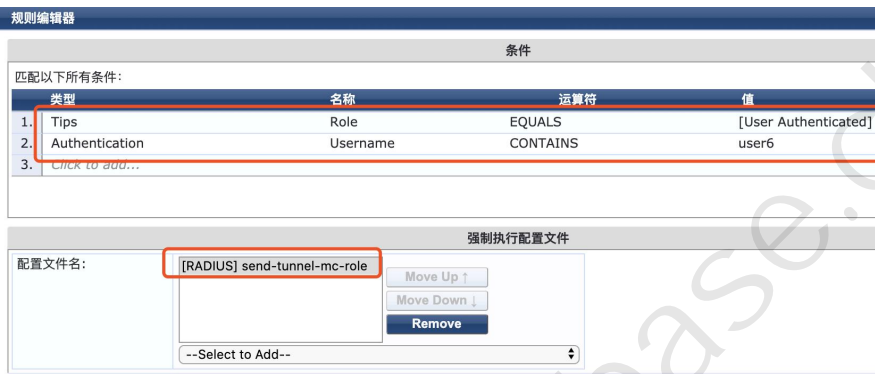 规则编辑器
条件
匹配以下所有条件:
类型 名称 运算符 值
1. Tips Role EQUALS [User Authenticated]
2. Authentication Username CONTAINS user6
3. Click to add...
强制执行配置文件
配置文件名: [RADIUS] send-tunnel-mc-role
Move Up ↑
Move Down ↓
Remove
--Select to Add--